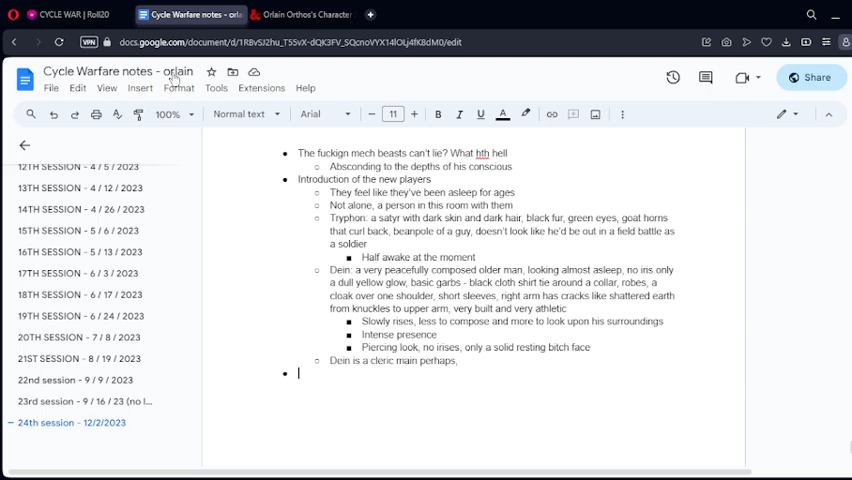 CYCLE WAR | Roll20
Cycle Warfare notes - orla
Orlain Orthos's Character
VPN
docs.google.com/document/d/1RBvSJ2hu_T55vX-dQK3FV_SQcnoVYX14lOLj4fK8dM0/edit
Cycle Warfare notes - orlain
File Edit View Insert Format Tools Extensions Help
Share
100% Normal text Arial 11 B I U A
12TH SESSION - 4 / 5 / 2023
13TH SESSION - 4 / 12 / 2023
14TH SESSION - 4 / 26 / 2023
15TH SESSION - 5 / 6 / 2023
16TH SESSION - 5 / 13 / 2023
17TH SESSION - 6 / 3 / 2023
18TH SESSION - 6 / 17 / 2023
19TH SESSION - 6 / 24 / 2023
20TH SESSION - 7 / 8 / 2023
21ST SESSION - 8 / 19 / 2023
22nd session - 9 / 9 / 2023
23rd session - 9 / 16 / 23 (no l...
24th session - 12/2/2023
The fuckign mech beasts can't lie? What hth hell
Absconding to the depths of his conscious
Introduction of the new players
They feel like they've been asleep for ages
Not alone, a person in this room with them
Tryphon: a satyr with dark skin and dark hair, black fur, green eyes, goat horns
that curl back, beanpole of a guy, doesn't look like he'd be out in a field battle as
a soldier
Half awake at the moment
Dein: a very peacefully composed older man, looking almost asleep, no iris only
a dull yellow glow, basic garbs - black cloth shirt tie around a collar, robes, a
cloak over one shoulder, short sleeves, right arm has cracks like shattered earth
from knuckles to upper arm, very built and very athletic
Slowly rises, less to compose and more to look upon his surroundings
Intense presence
Piercing look, no irises, only a solid resting bitch face
Dein is a cleric main perhaps,